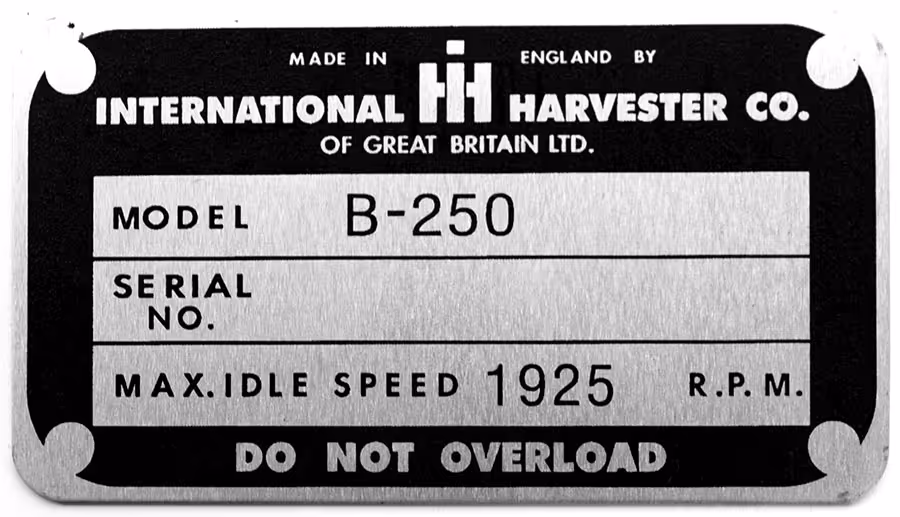 MADE IN IH ENGLAND BY
INTERNATIONAL HARVESTER CO.
OF GREAT BRITAIN LTD.
MODEL B-250
SERIAL
NO.
MAX. IDLE SPEED 1925 R.P.M.
DO NOT OVERLOAD